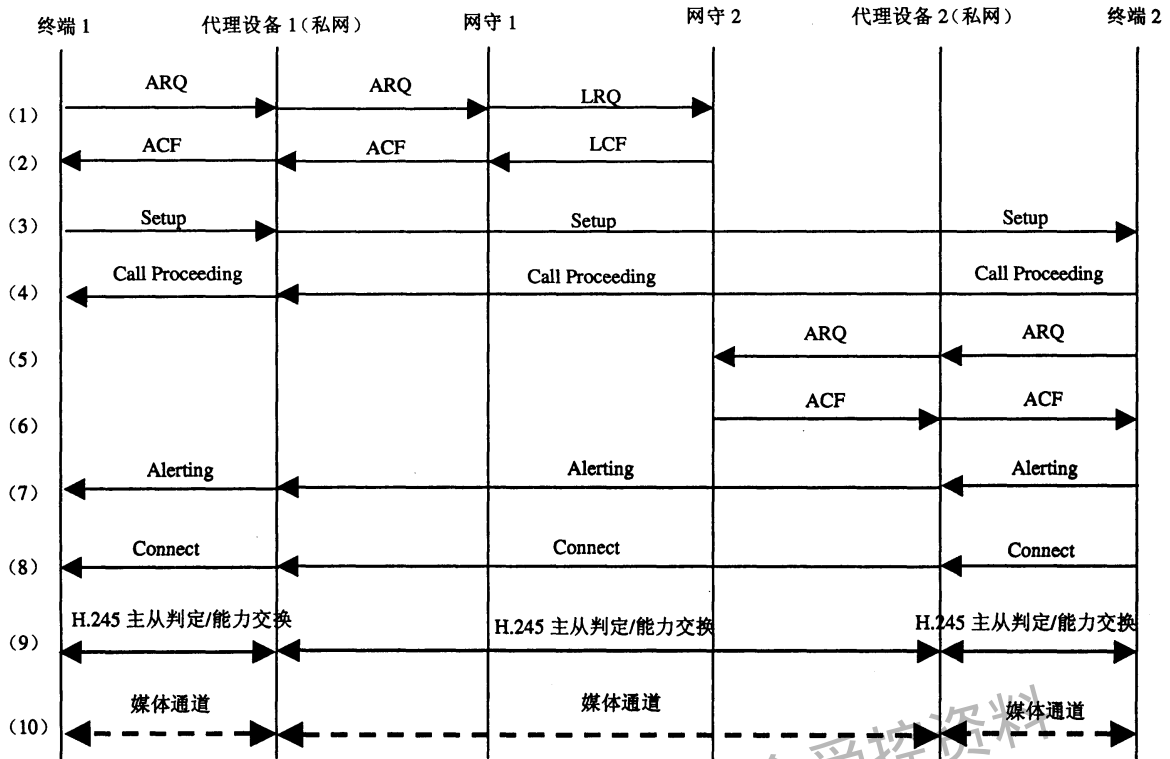 终端 1 代理设备 1(私网) 网守 1 网守 2 代理设备 2(私网) 终端 2
(1) ARQ ARQ LRQ
(2) ACF ACF LCF
(3) Setup Setup Setup
(4) Call Proceeding Call Proceeding Call Proceeding
(5) ARQ ARQ
(6) ACF ACF
(7) Alerting Alerting Alerting
(8) Connect Connect Connect
(9) H.245 主从判定/能力交换 H.245 主从判定/能力交换 H.245 主从判定/能力交换
(10) 媒体通道 媒体通道 媒体通道
受控资料